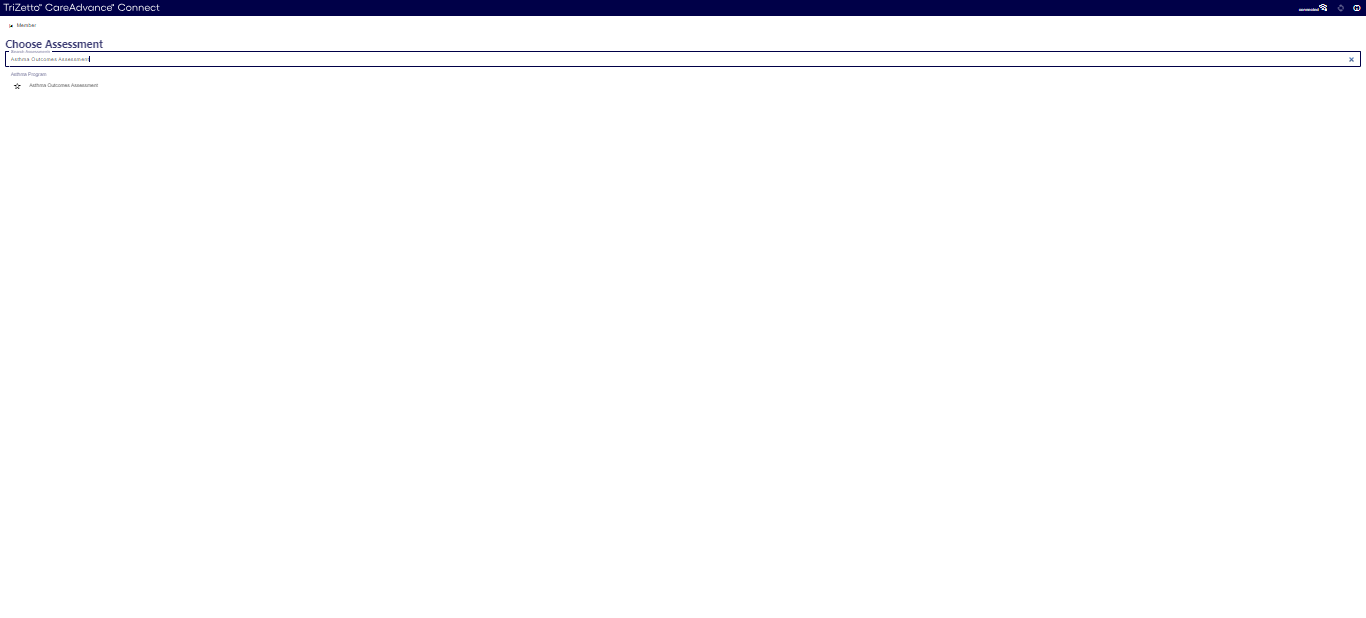 TriZetto® CareAdvance® Connect
connected
Member
Choose Assessment
Search Assessments
Asthma Outcomes Assessment
Asthma Program
Asthma Outcomes Assessment